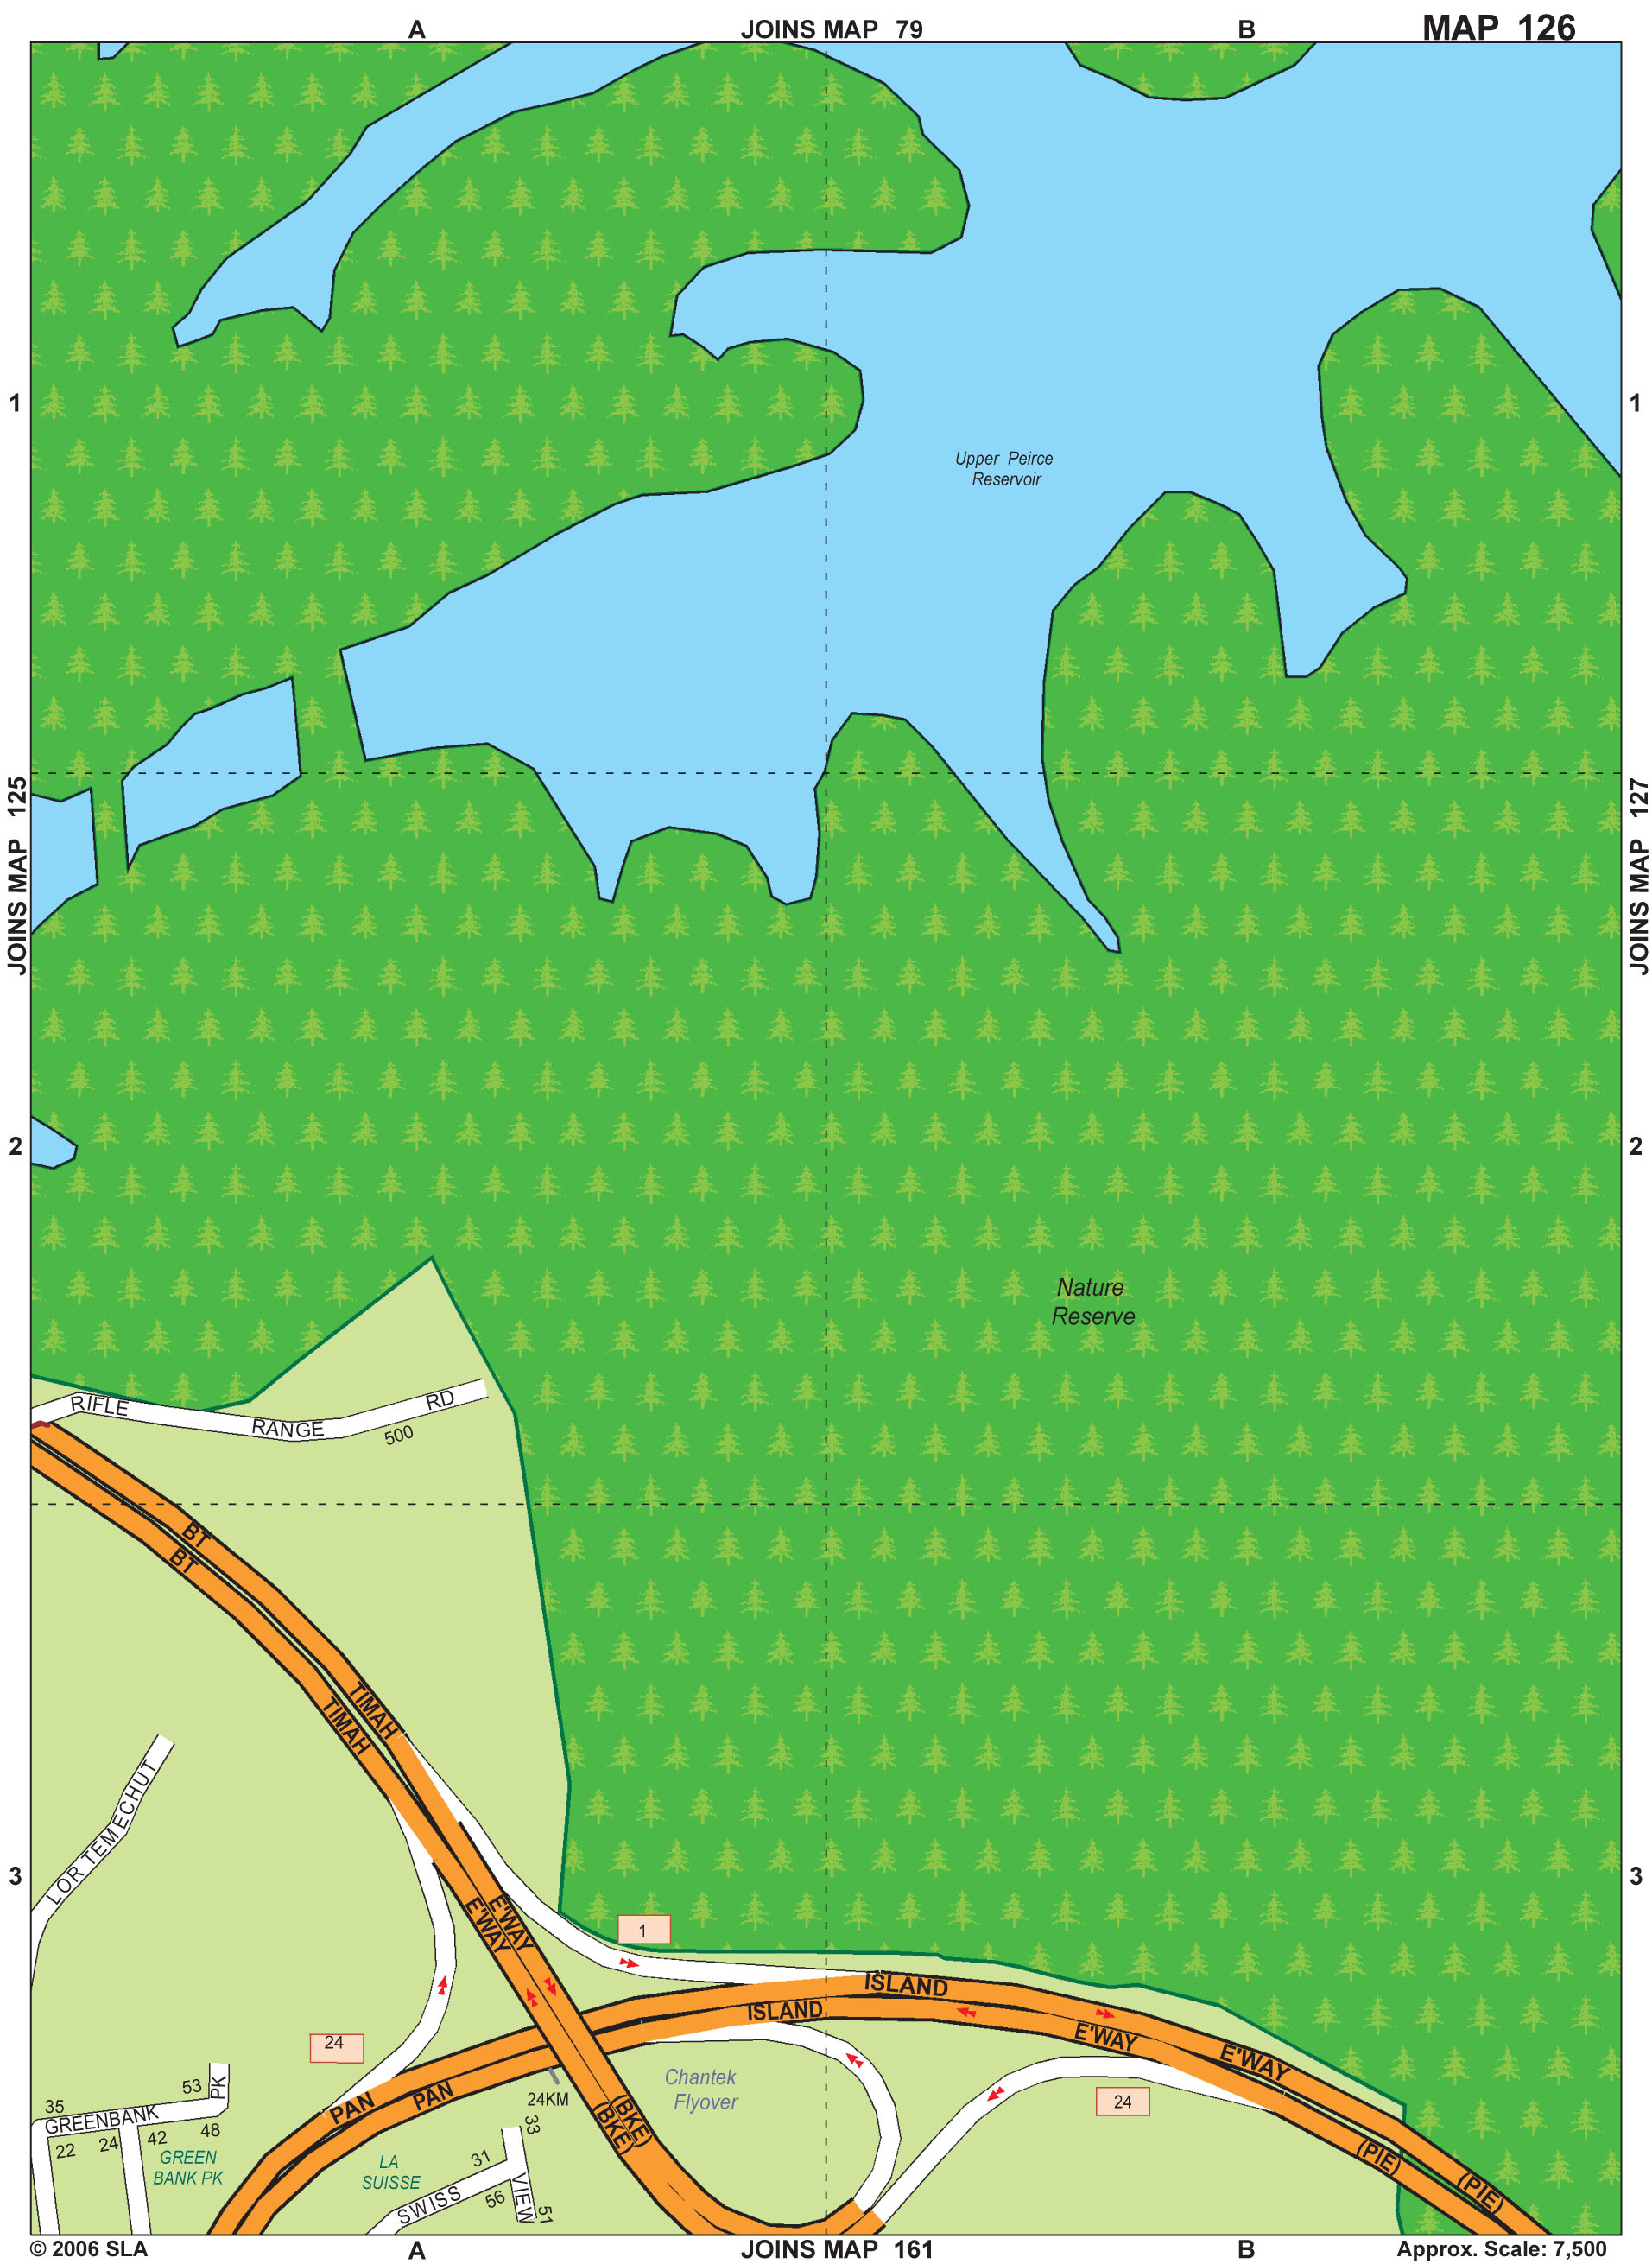 A JOINS MAP 79 B MAP 126
Upper Peirce
Reservoir
1
1
JOINS MAP 125
JOINS MAP 127
2
2
Nature
Reserve
RIFLE RANGE RD
500
BT TIMAH E'WAY (BKE)
BT TIMAH E'WAY (BKE)
LOR TEMECHUT
3
3
1
24
PAN ISLAND E'WAY (PIE)
PAN ISLAND E'WAY (PIE)
Chantek
Flyover
24KM
24
GREENBANK PK
35
53
22
24
42
48
GREEN
BANK PK
LA
SUISSE
SWISS VIEW
31
33
56
51
© 2006 SLA A JOINS MAP 161 B Approx. Scale: 7,500